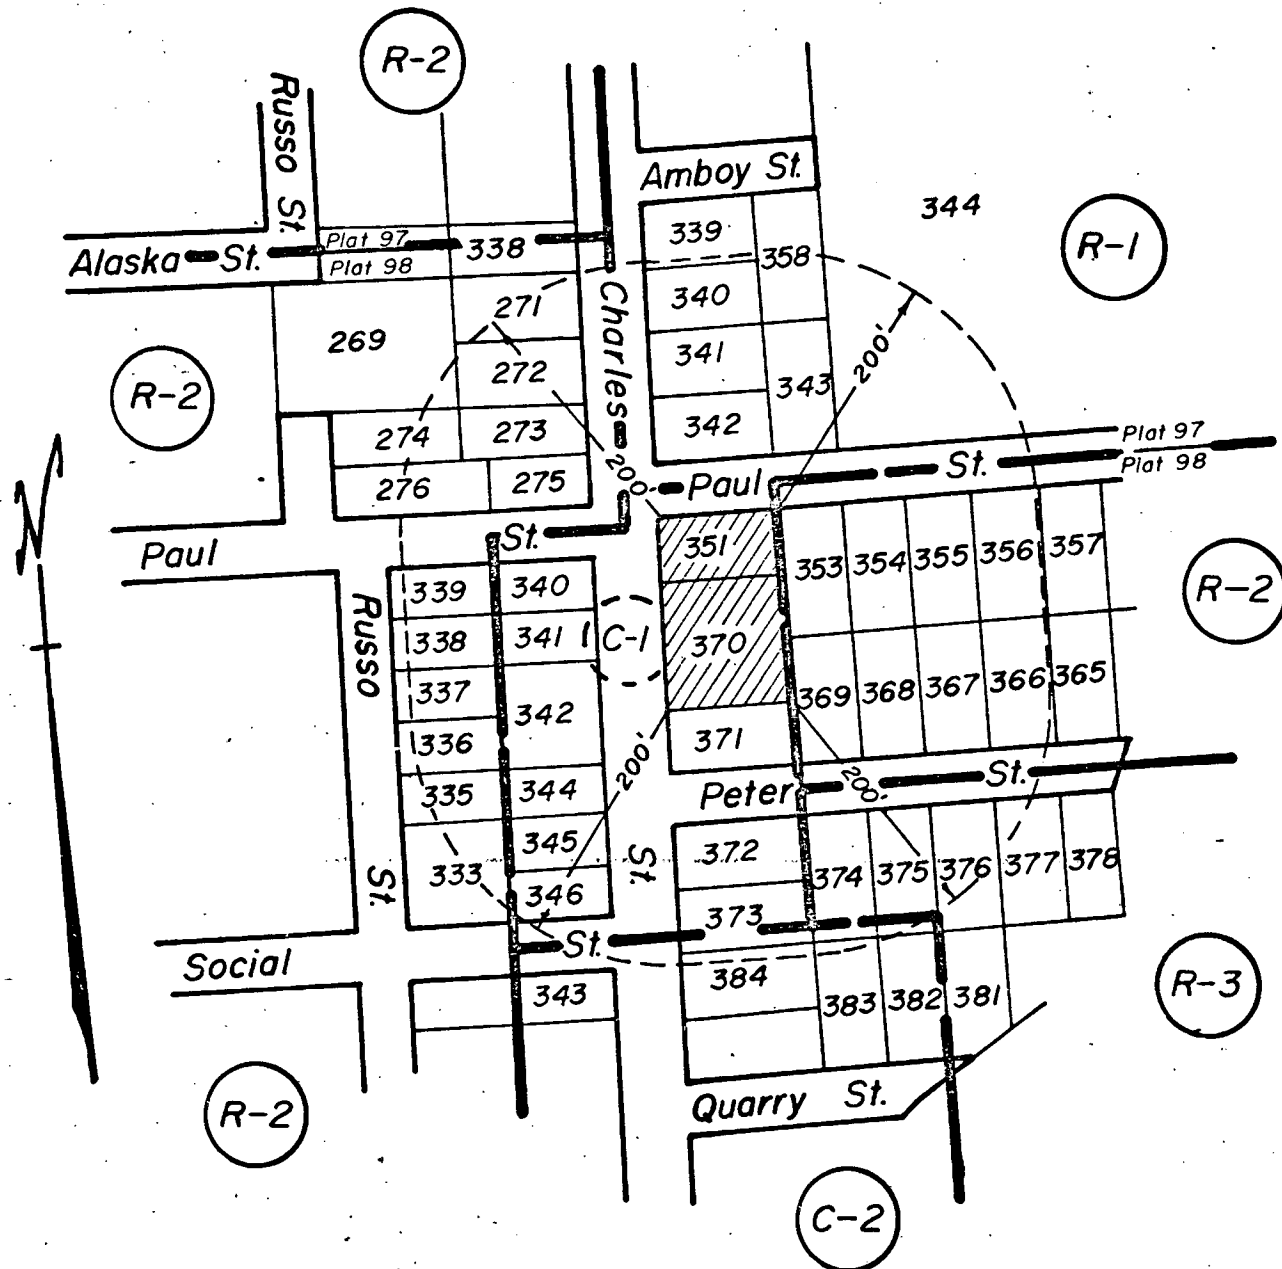 R-2
Russo St.
Amboy St.
344
R-1
Alaska St.
Plat 97
Plat 98
338
339
358
340
341
343
342
Charles
269
271
272
274
273
276
275
R-2
200'
200'
Plat 97
Plat 98
Paul St.
N
Paul St.
351
353
354
355
356
357
R-2
339
340
338
341
C-1
370
Russo
337
342
336
369
368
367
366
365
371
200'
335
344
Peter St.
200'
345
372
333
346
St.
St.
374
375
376
377
378
373
Social St.
384
343
383
382
381
R-3
R-2
Quarry St.
C-2